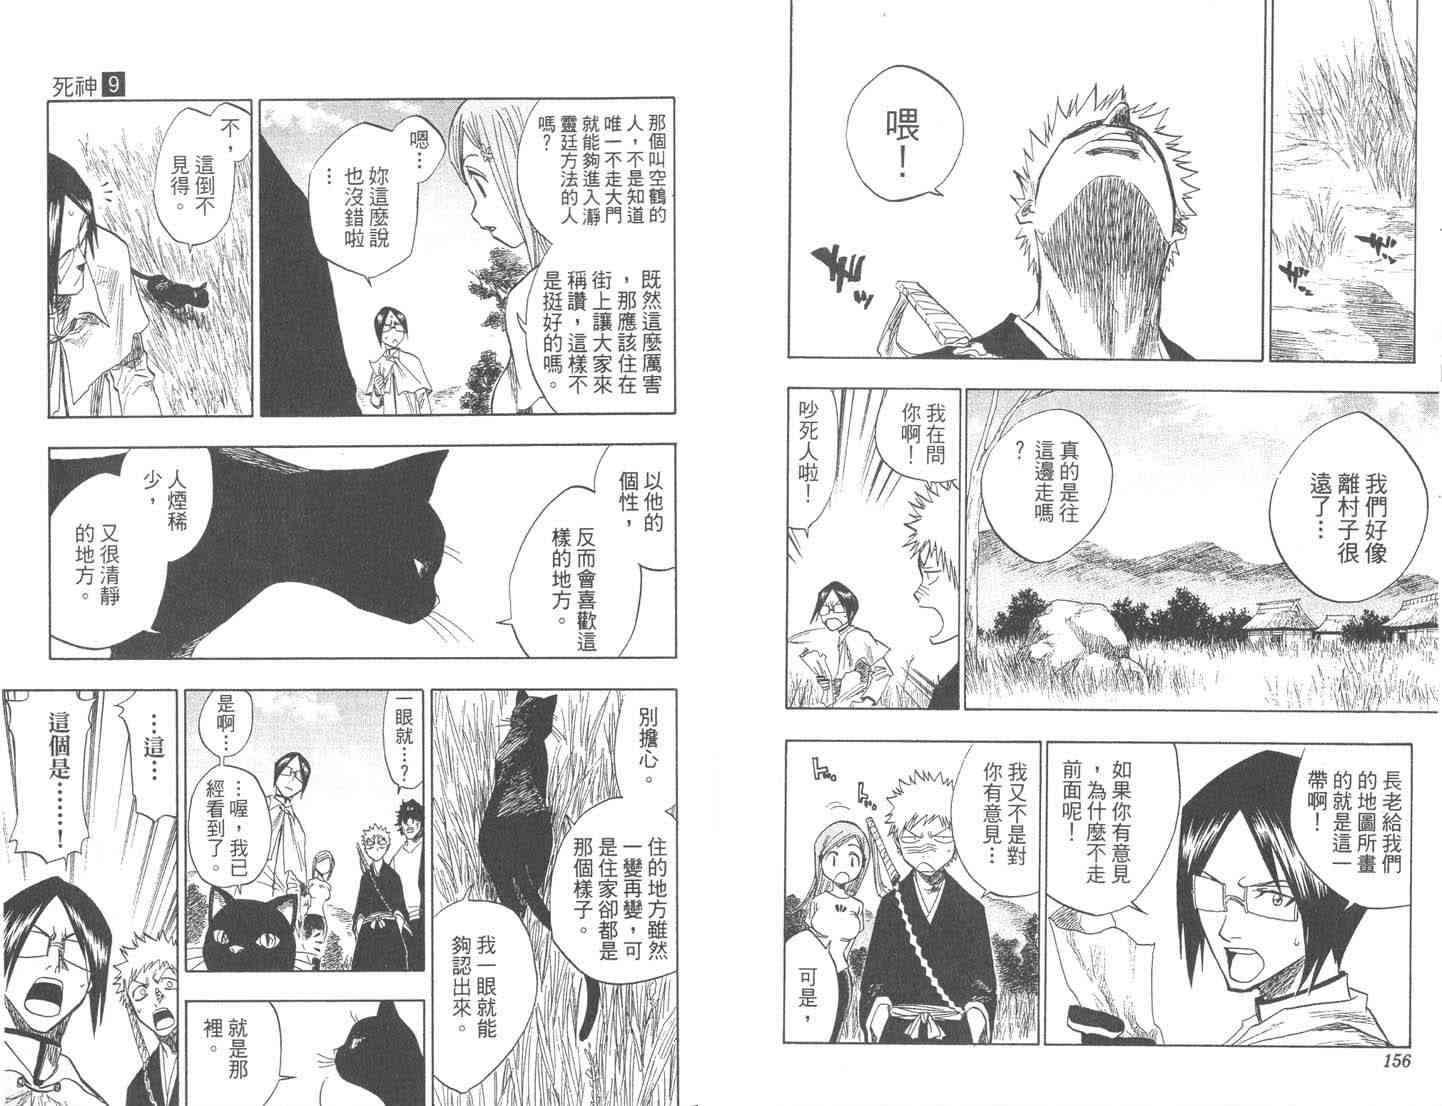 喂！
我們好像
離村子很
遠了…
真的是往
這邊走嗎
？
我在問
你啊！
吵死人啦！
長老給我們
的地圖所畫
的就是這一
帶啊！
如果你有意見
，為什麼不走
前面呢！
我又不是對
你有意見…
可是，
156
死神9
那個叫空鶴的
人，不是知道
唯一不走大門
就能夠進入瀞
靈廷方法的人
嗎？
既然這麼厲害
，那應該住在
街上讓大家來
稱讚，這樣不
是挺好的嗎。
嗯…
妳這麼說
也沒錯啦
…
不，
這倒不
見得。
以他的
個性，
反而會喜歡這
樣的地方。
人煙稀
少，
又很清靜
的地方。
別擔心。
住的地方雖然
一變再變，可
是住家卻都是
那個樣子。
我一眼就能
夠認出來。
一眼就…？
是啊…
…喔，我已
經看到了。
就是那
裡。
…這…
這個是………！